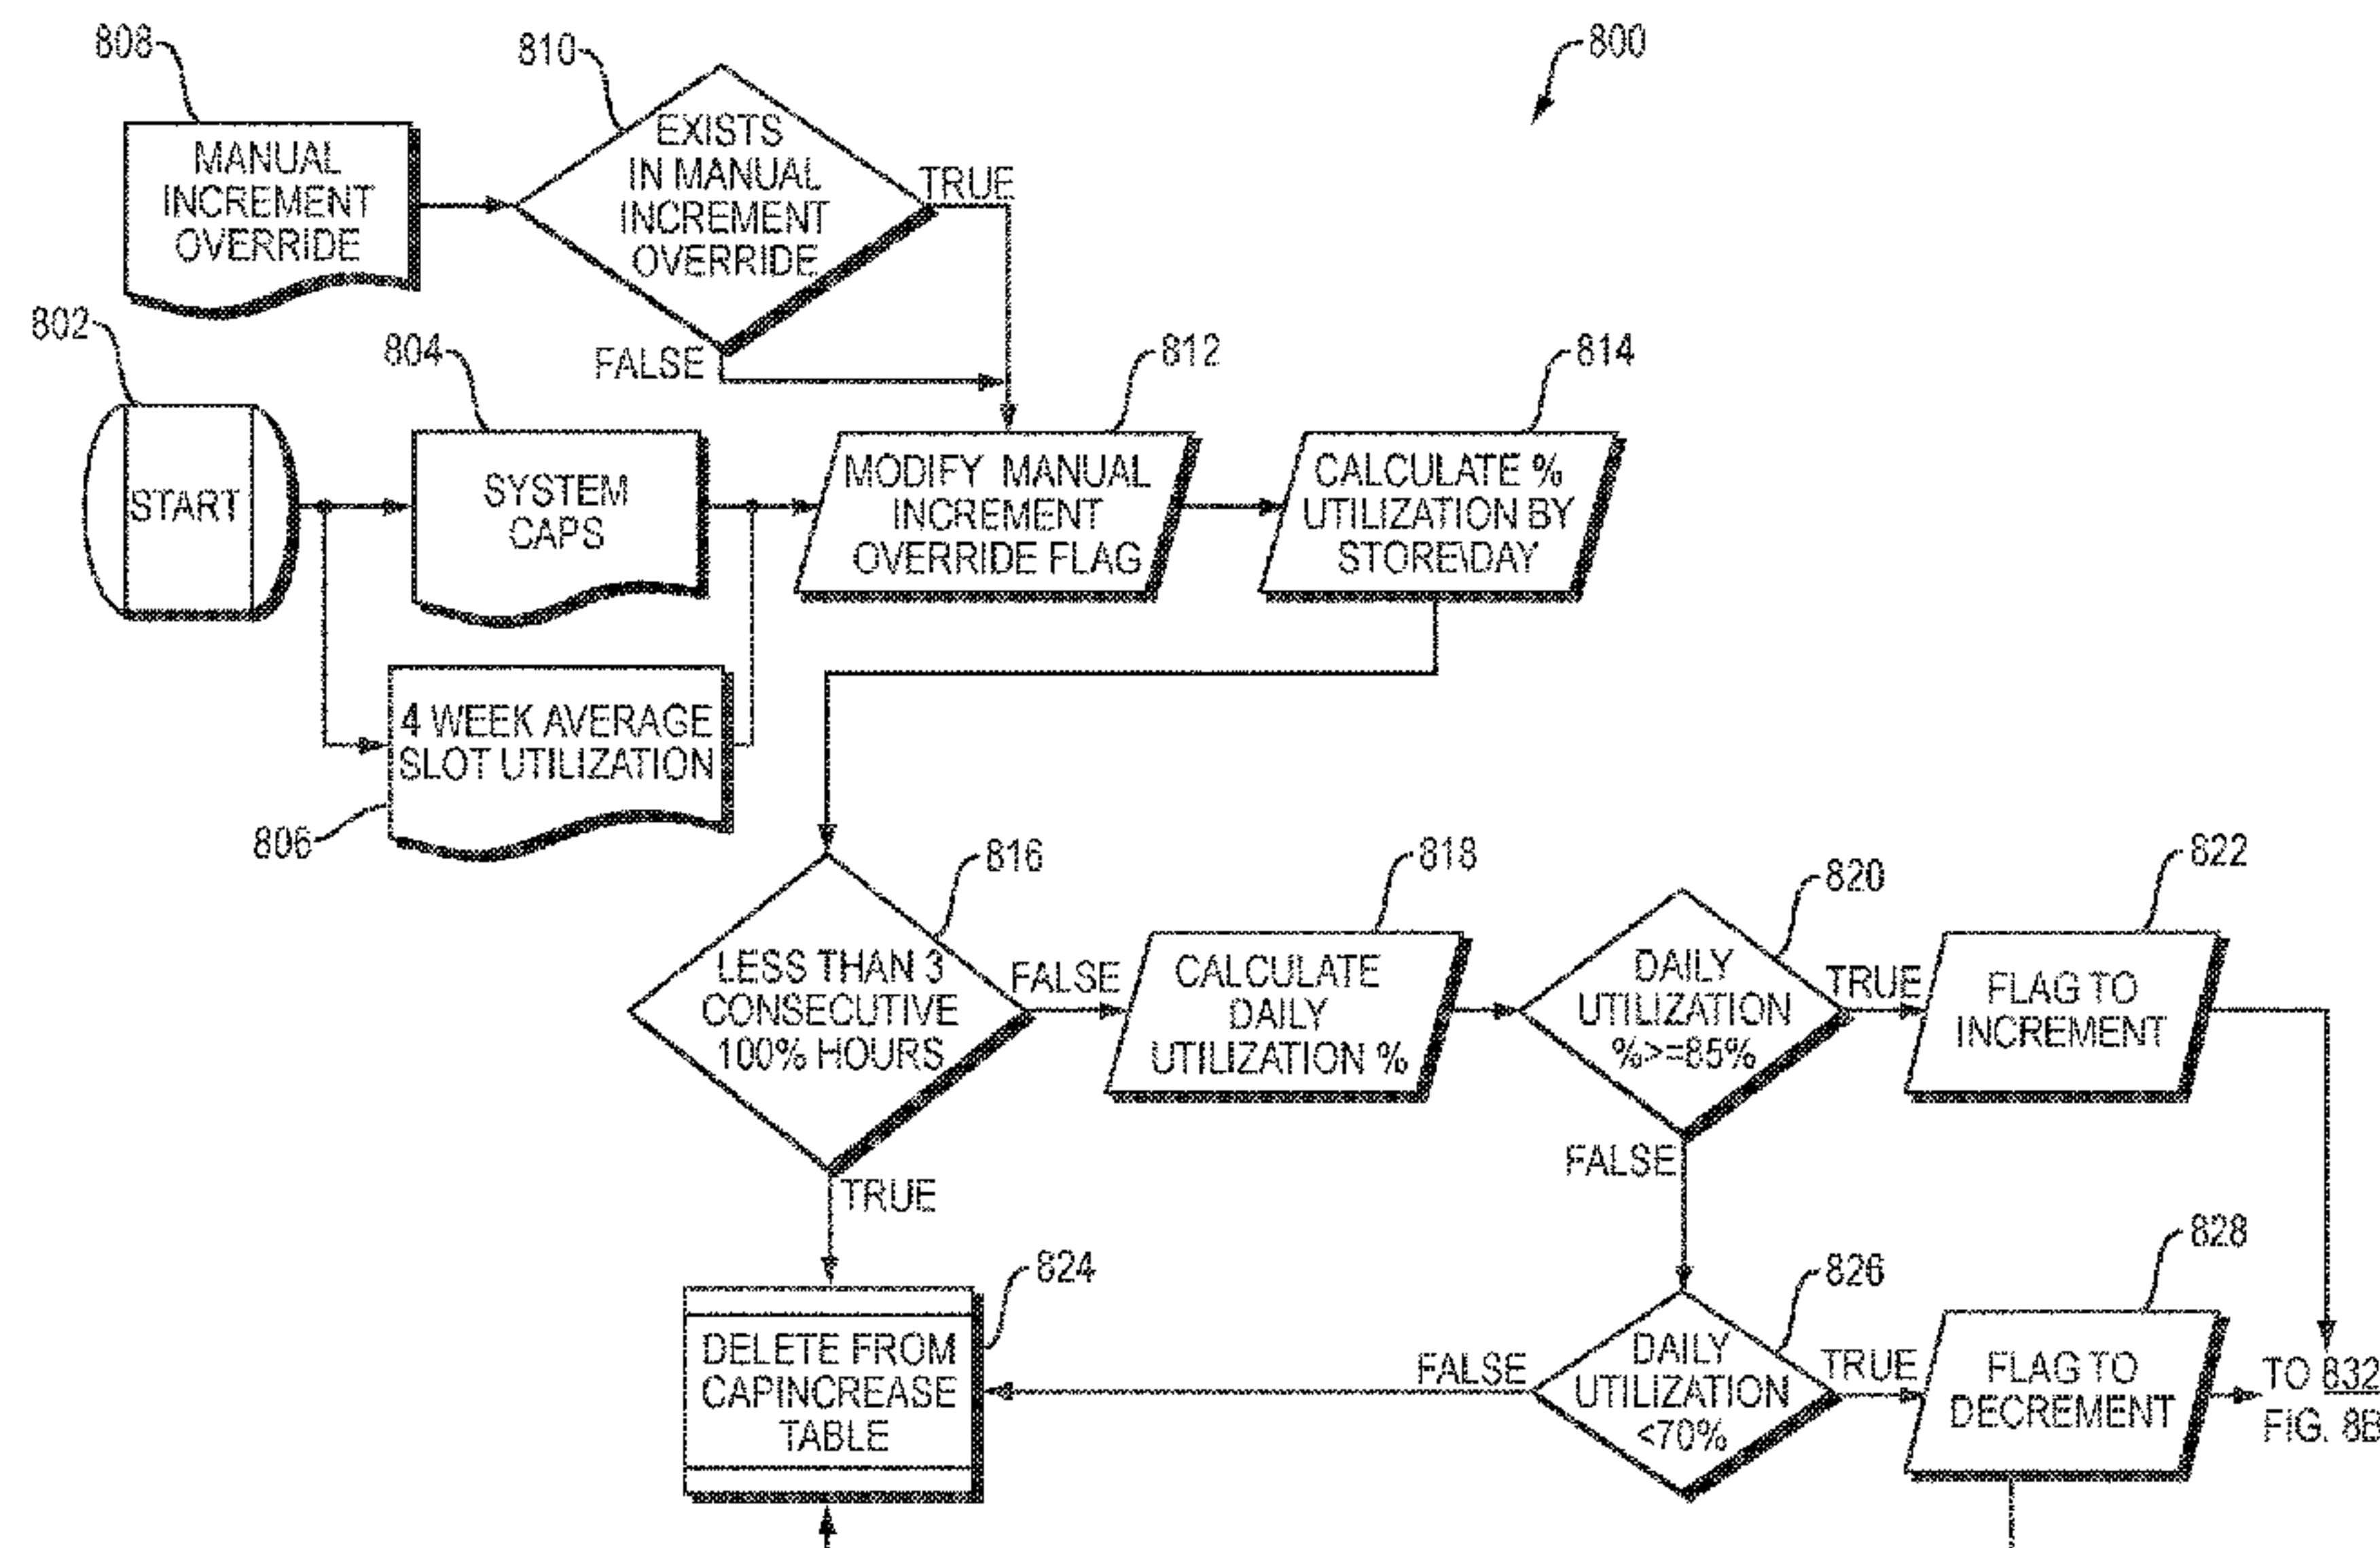 808
810
800
MANUAL
INCREMENT
OVERRIDE
EXISTS
IN MANUAL
INCREMENT
OVERRIDE
TRUE
FALSE
802
804
812
814
START
SYSTEM
CAPS
MODIFY MANUAL
INCREMENT
OVERRIDE FLAG
CALCULATE %
UTILIZATION BY
STORE\DAY
4 WEEK AVERAGE
SLOT UTILIZATION
806
816
818
820
822
LESS THAN 3
CONSECUTIVE
100% HOURS
FALSE
TRUE
CALCULATE
DAILY
UTILIZATION %
DAILY
UTILIZATION
%>=85%
TRUE
FALSE
FLAG TO
INCREMENT
824
826
828
DELETE FROM
CAPINCREASE
TABLE
FALSE
DAILY
UTILIZATION
<70%
TRUE
FLAG TO
DECREMENT
TO 832
FIG. 8B